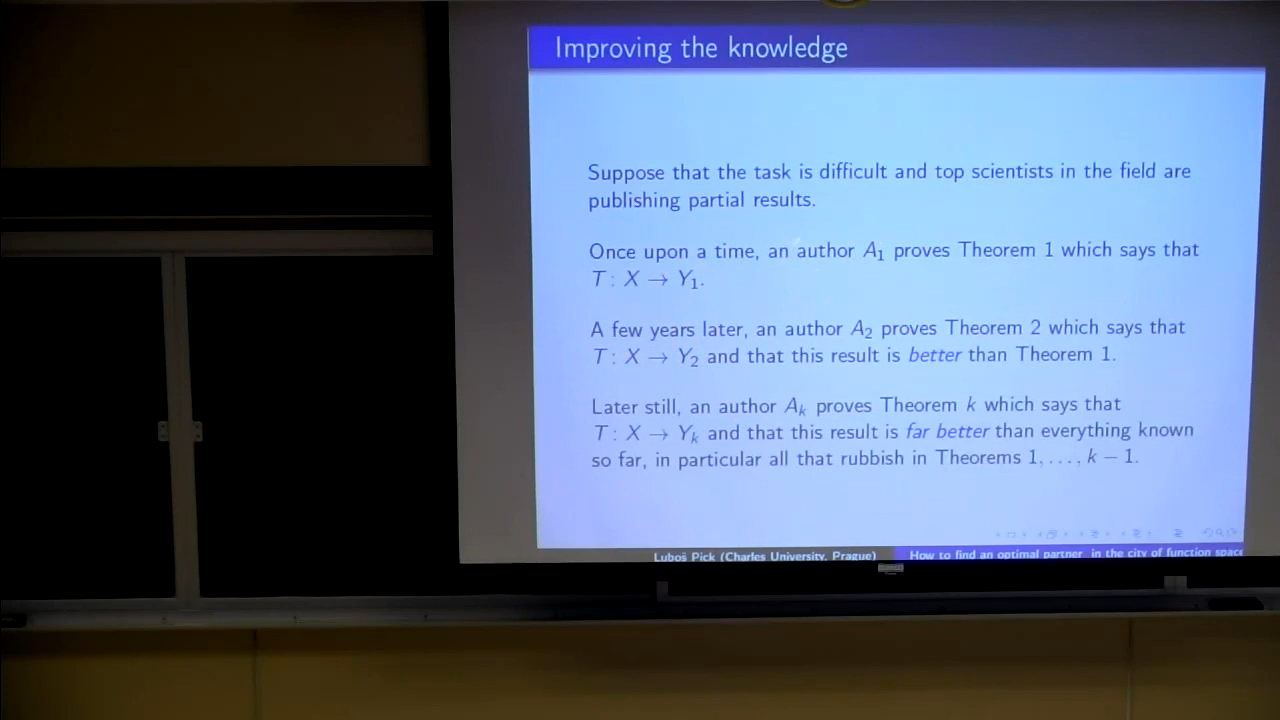 Improving the knowledge
Suppose that the task is difficult and top scientists in the field are
publishing partial results.
Once upon a time, an author A₁ proves Theorem 1 which says that
T : X → Y₁.
A few years later, an author A₂ proves Theorem 2 which says that
T : X → Y₂ and that this result is better than Theorem 1.
Later still, an author Aₖ proves Theorem k which says that
T : X → Yₖ and that this result is far better than everything known
so far, in particular all that rubbish in Theorems 1, . . . , k − 1.
Luboš Pick (Charles University, Prague) How to find an optimal partner in the city of function space